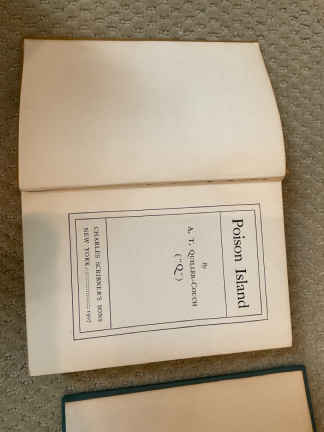 Poison Island
By
A. T. QUILLER-COUCH
("Q")
CHARLES SCRIBNER'S SONS
NEW YORK 1907